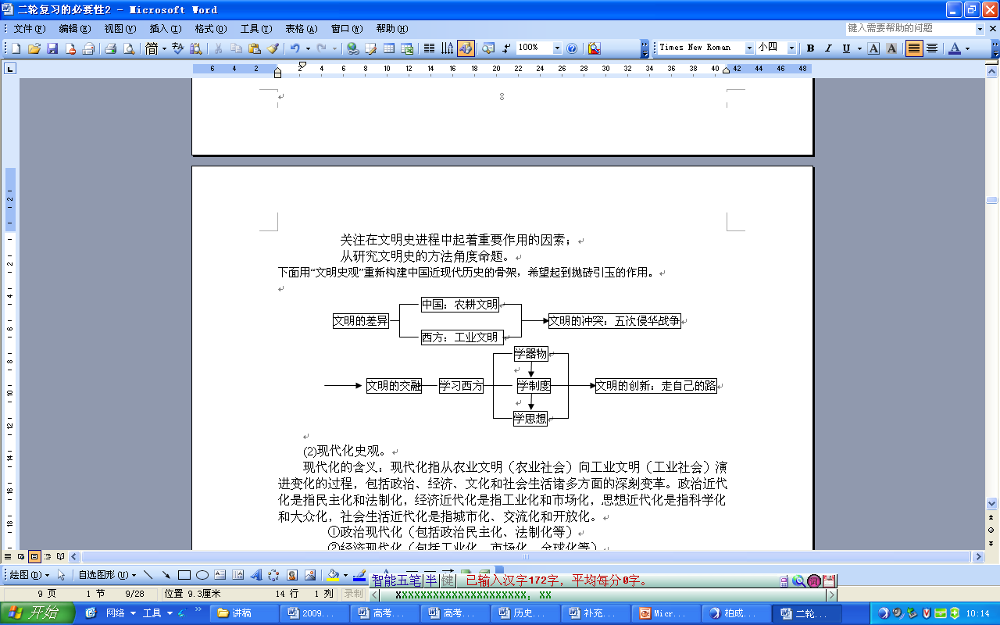 二轮复习的必要性2 - Microsoft Word
文件(F) 编辑(E) 视图(V) 插入(I) 格式(O) 工具(T) 表格(A) 窗口(W) 帮助(H) 键入需要帮助的问题
简 100% Times New Roman 小四 B I U A A A
L 6 4 2 2 4 6 8 10 12 14 16 18 20 22 24 26 28 30 32 34 36 38 40 42 44 46 48
8
关注在文明史进程中起着重要作用的因素；
从研究文明史的方法角度命题。
下面用“文明史观”重新构建中国近现代历史的骨架，希望起到抛砖引玉的作用。
中国：农耕文明
文明的差异 文明的冲突：五次侵华战争
西方：工业文明
学器物
文明的交融 学习西方 学制度 文明的创新：走自己的路
学思想
(2)现代化史观。
现代化的含义：现代化指从农业文明（农业社会）向工业文明（工业社会）演
进变化的过程，包括政治、经济、文化和社会生活诸多方面的深刻变革。政治近代
化是指民主化和法制化，经济近代化是指工业化和市场化，思想近代化是指科学化
和大众化，社会生活近代化是指城市化、交流化和开放化。
①政治现代化（包括政治民主化、法制化等）
②经济现代化（包括工业化、市场化、全球化等）
2 2 4 6 8 10 12 14 16 18
绘图(D) 自选图形(U)
智能五笔 半 键 已输入汉字172字，平均每分0字。
9 页 1 节 9/28 位置 9.3厘米 14 行 1 列 录制
XXXXXXXXXXXXXXXXXXXXX; XX
开始 网络 工具 » 讲稿 2009... 高考... 高考... 历史... 补充... Micr... 柏成... 二轮... 10:14